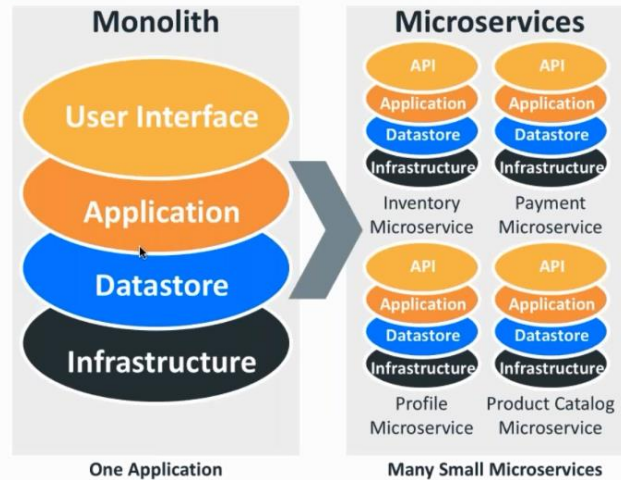 Monolith
User Interface
Application
Datastore
Infrastructure
One Application
Microservices
API
Application
Datastore
Infrastructure
Inventory
Microservice
API
Application
Datastore
Infrastructure
Payment
Microservice
API
Application
Datastore
Infrastructure
Profile
Microservice
API
Application
Datastore
Infrastructure
Product Catalog
Microservice
Many Small Microservices